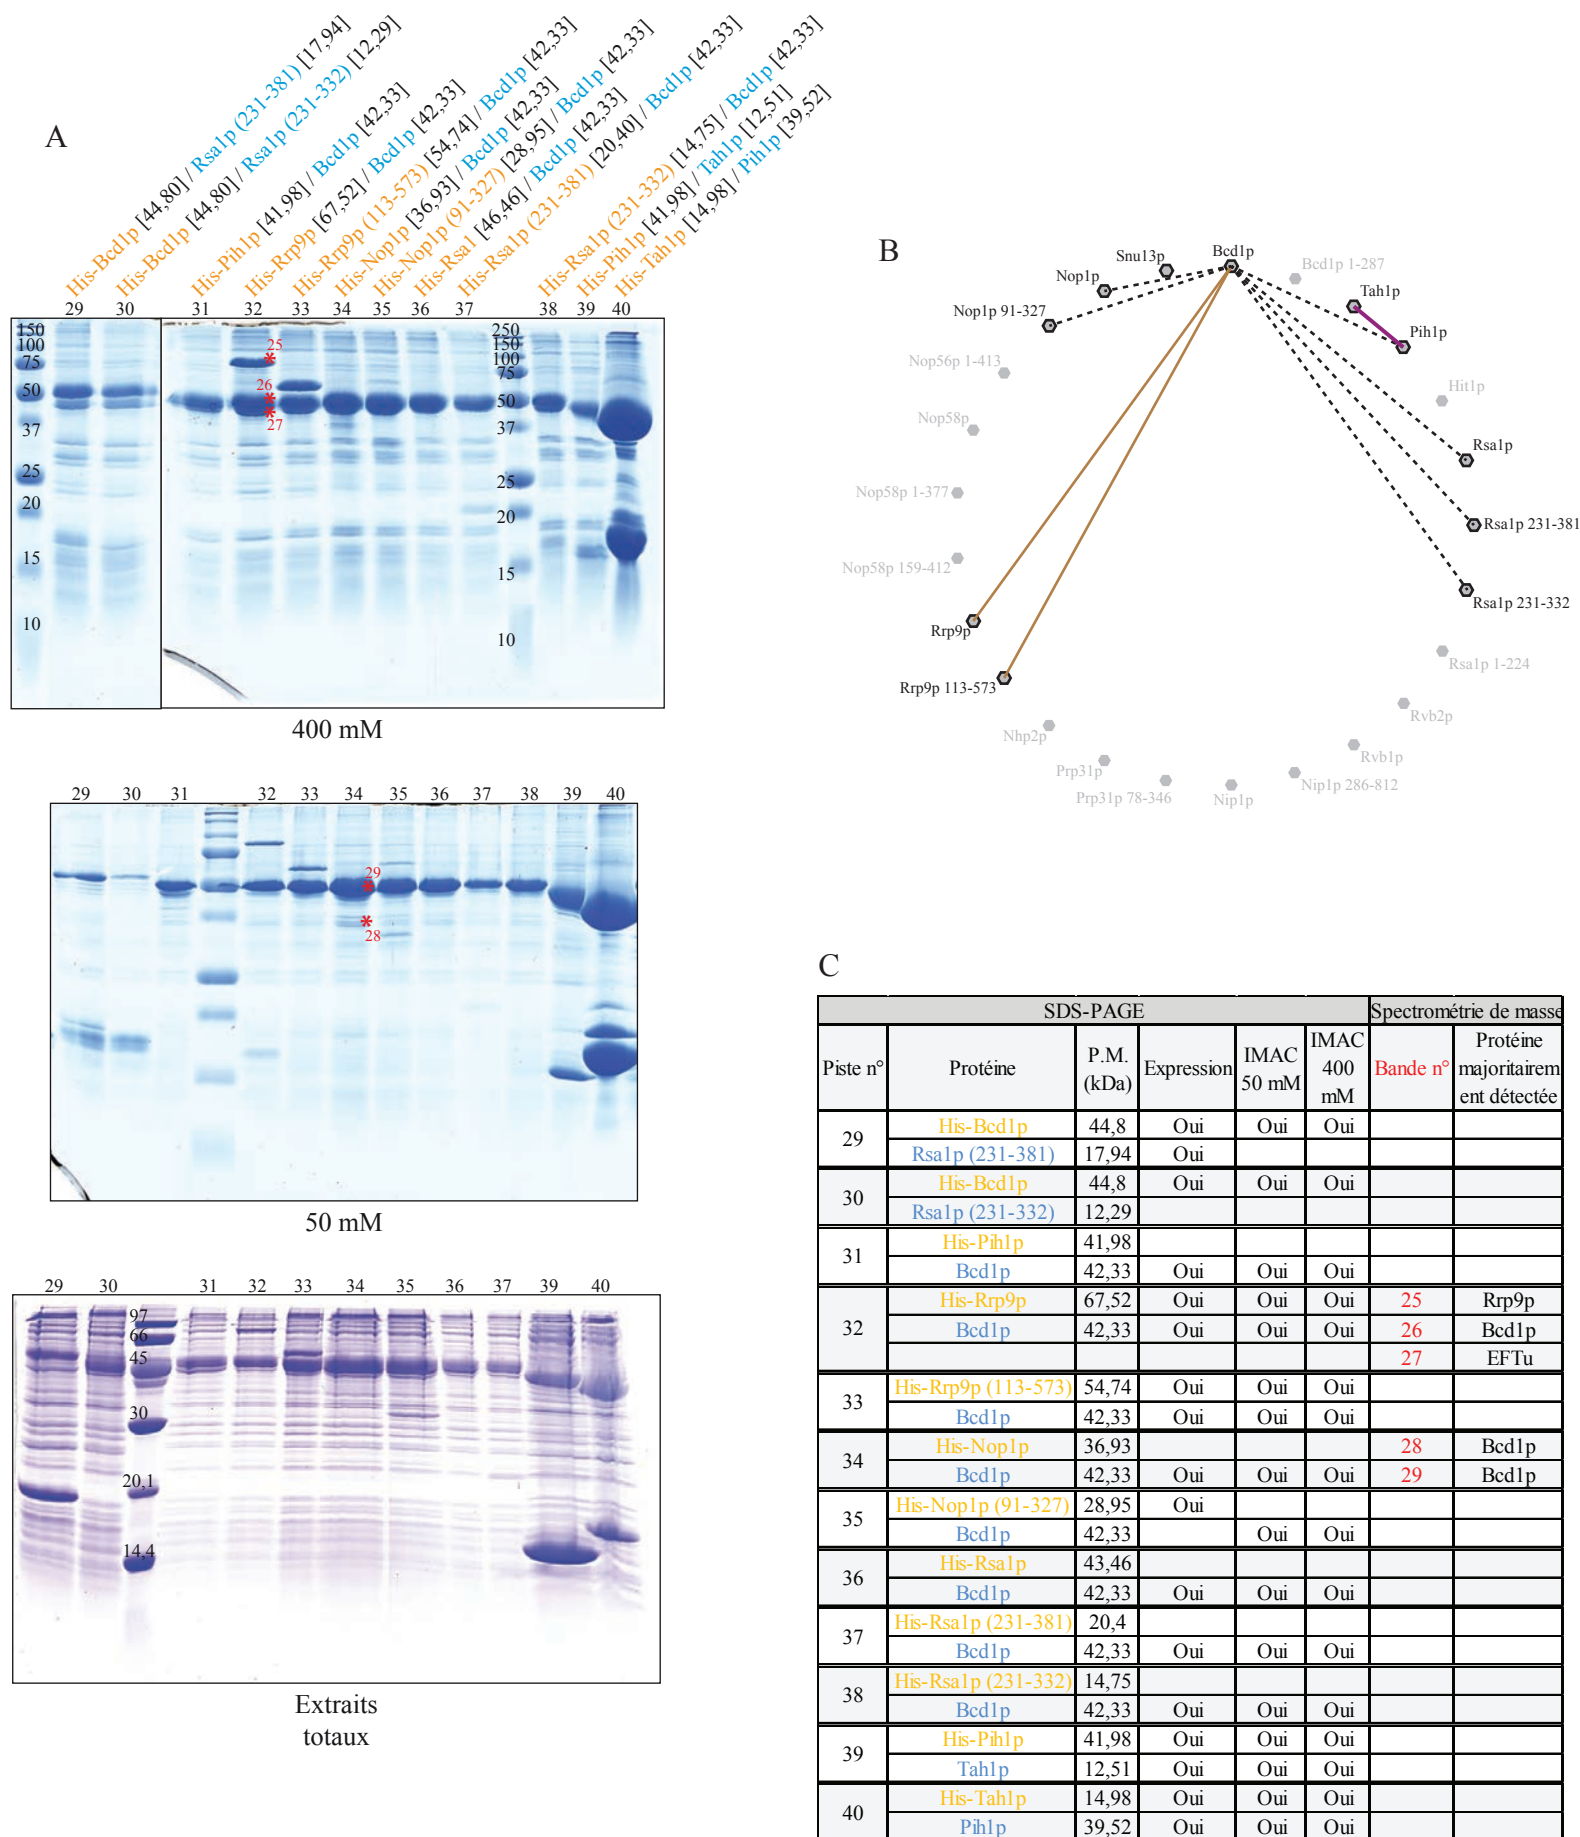 A
His-Bcd1p [44,80] / Rsa1p (231-381) [17,94]
His-Bcd1p [44,80] / Rsa1p (231-332) [12,29]
His-Pih1p [41,98] / Bcd1p [42,33]
His-Rrp9p [67,52] / Bcd1p [42,33]
His-Rrp9p (113-573) [54,74] / Bcd1p [42,33]
His-Nop1p [36,93] / Bcd1p [42,33]
His-Nop1p (91-327) [28,95] / Bcd1p [42,33]
His-Rsa1 [46,46] / Bcd1p [42,33]
His-Rsa1p (231-381) [20,40] / Bcd1p [42,33]
His-Rsa1p (231-332) [14,75] / Bcd1p [42,33]
His-Pih1p [41,98] / Tah1p [12,51]
His-Tah1p [14,98] / Pih1p [39,52]
29 30 31 32 33 34 35 36 37 38 39 40
150
100
75
50
37
25
20
15
10
25
26
27
250
150
100
75
50
37
25
20
15
10
400 mM
29 30 31 32 33 34 35 36 37 38 39 40
29
28
50 mM
29 30 31 32 33 34 35 36 37 39 40
97
66
45
30
20,1
14,4
Extraits
totaux
B
Bcd1p
Snu13p
Bcd1p 1-287
Nop1p
Tah1p
Nop1p 91-327
Pih1p
Nop56p 1-413
Hit1p
Nop58p
Rsa1p
Nop58p 1-377
Rsa1p 231-381
Nop58p 159-412
Rsa1p 231-332
Rrp9p
Rsa1p 1-224
Rrp9p 113-573
Rvb2p
Nhp2p
Rvb1p
Prp31p
Nip1p 286-812
Prp31p 78-346
Nip1p
C
SDS-PAGE Spectrométrie de masse
Piste n° Protéine P.M. (kDa) Expression IMAC 50 mM IMAC 400 mM Bande n° Protéine majoritairem ent détectée
29 His-Bcd1p 44,8 Oui Oui Oui
Rsa1p (231-381) 17,94 Oui
30 His-Bcd1p 44,8 Oui Oui Oui
Rsa1p (231-332) 12,29
31 His-Pih1p 41,98
Bcd1p 42,33 Oui Oui Oui
32 His-Rrp9p 67,52 Oui Oui Oui 25 Rrp9p
Bcd1p 42,33 Oui Oui Oui 26 Bcd1p
27 EFTu
33 His-Rrp9p (113-573) 54,74 Oui Oui Oui
Bcd1p 42,33 Oui Oui Oui
34 His-Nop1p 36,93 28 Bcd1p
Bcd1p 42,33 Oui Oui Oui 29 Bcd1p
35 His-Nop1p (91-327) 28,95 Oui
Bcd1p 42,33 Oui Oui
36 His-Rsa1p 43,46
Bcd1p 42,33 Oui Oui Oui
37 His-Rsa1p (231-381) 20,4
Bcd1p 42,33 Oui Oui Oui
38 His-Rsa1p (231-332) 14,75
Bcd1p 42,33 Oui Oui Oui
39 His-Pih1p 41,98 Oui Oui Oui
Tah1p 12,51 Oui Oui Oui
40 His-Tah1p 14,98 Oui Oui Oui
Pih1p 39,52 Oui Oui Oui